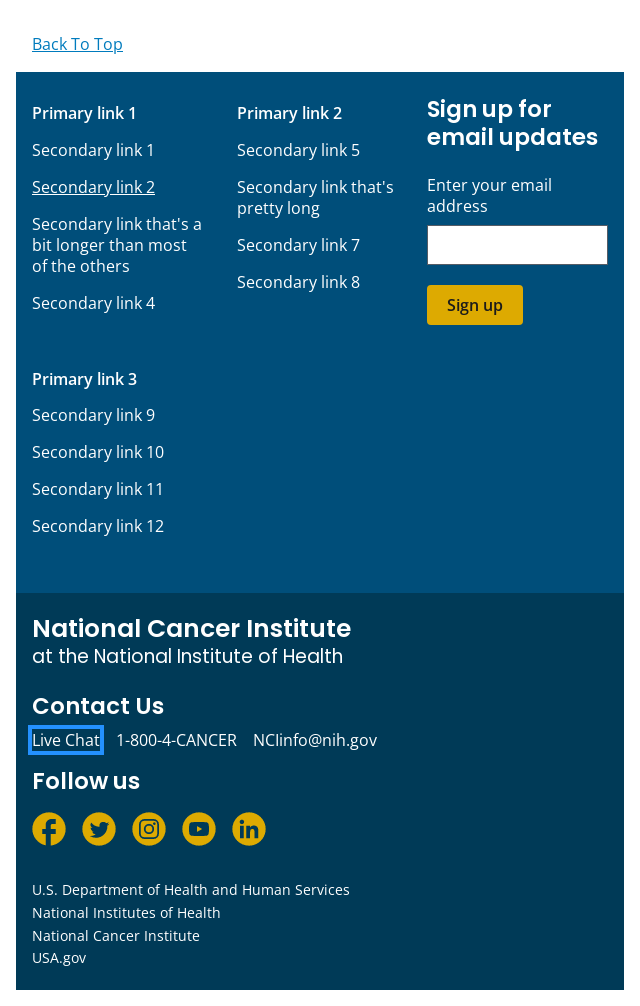 Back To Top
Primary link 1
Secondary link 1
Secondary link 2
Secondary link that's a
bit longer than most
of the others
Secondary link 4
Primary link 2
Secondary link 5
Secondary link that's
pretty long
Secondary link 7
Secondary link 8
Primary link 3
Secondary link 9
Secondary link 10
Secondary link 11
Secondary link 12
Sign up for
email updates
Enter your email
address
Sign up
National Cancer Institute
at the National Institute of Health
Contact Us
Live Chat 1-800-4-CANCER NCIinfo@nih.gov
Follow us
U.S. Department of Health and Human Services
National Institutes of Health
National Cancer Institute
USA.gov